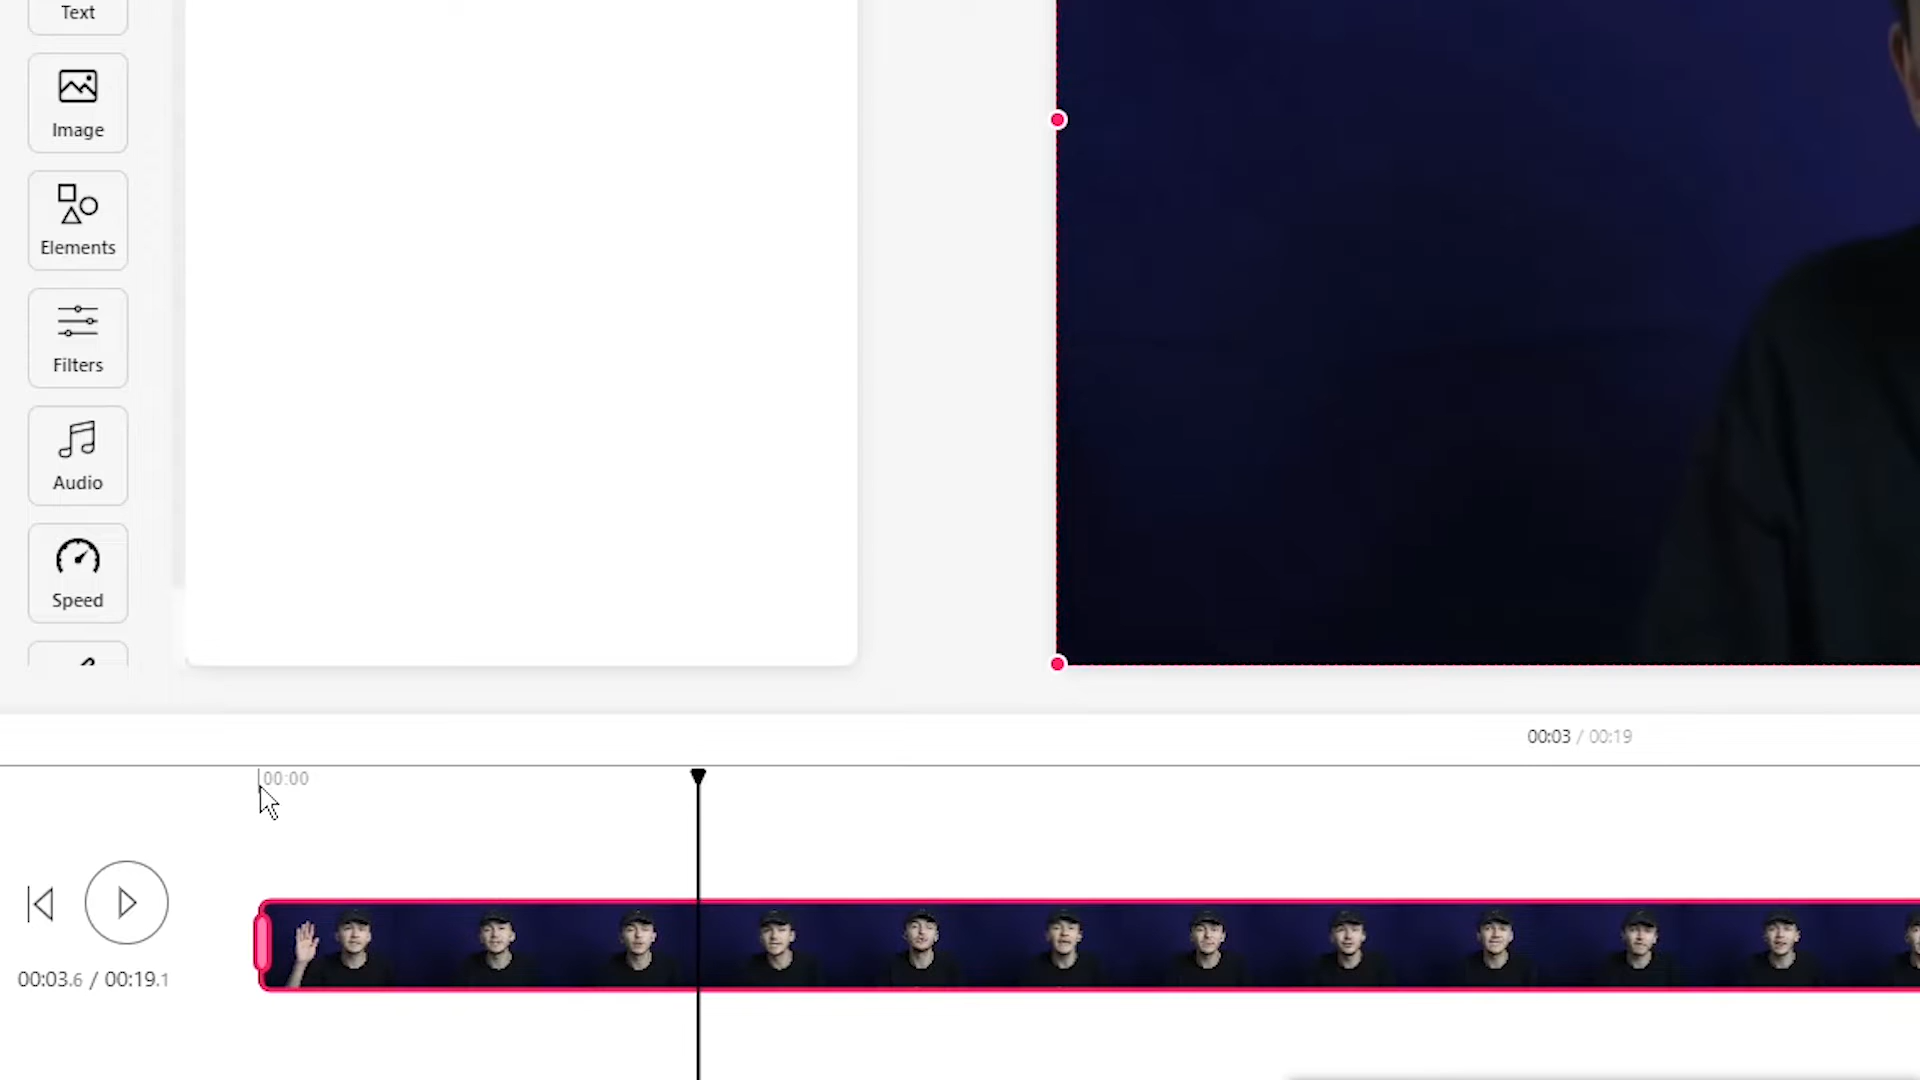 Text
Image
Elements
Filters
Audio
Speed
00:03 / 00:19
00:00
00:03.6 / 00:19.1